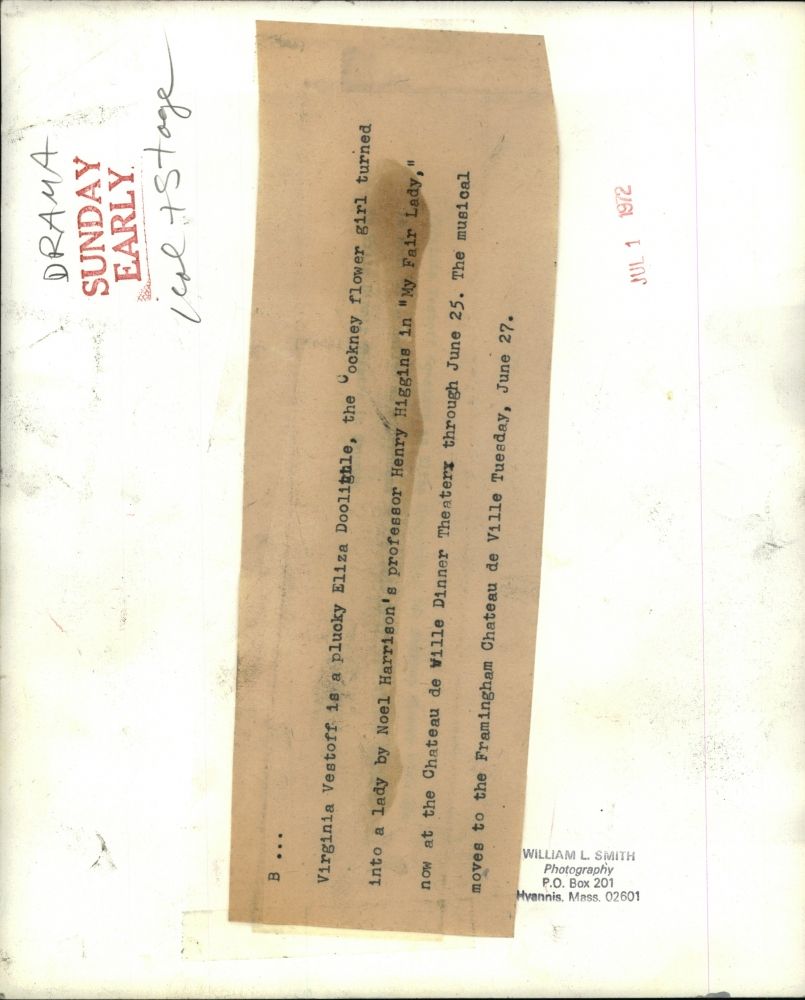 DRAMA
SUNDAY
EARLY
B ...
Virginia Vestoff is a plucky Eliza Doolittle, the Cockney flower girl turned
into a lady by Noel Harrison's professor Henry Higgins in "My Fair Lady,"
now at the Chateau de Ville Dinner Theaterx through June 25. The musical
moves to the Framingham Chateau de Ville Tuesday, June 27.
JUL 1 1972
WILLIAM L. SMITH
Photography
P.O. Box 201
Hyannis, Mass. 02601